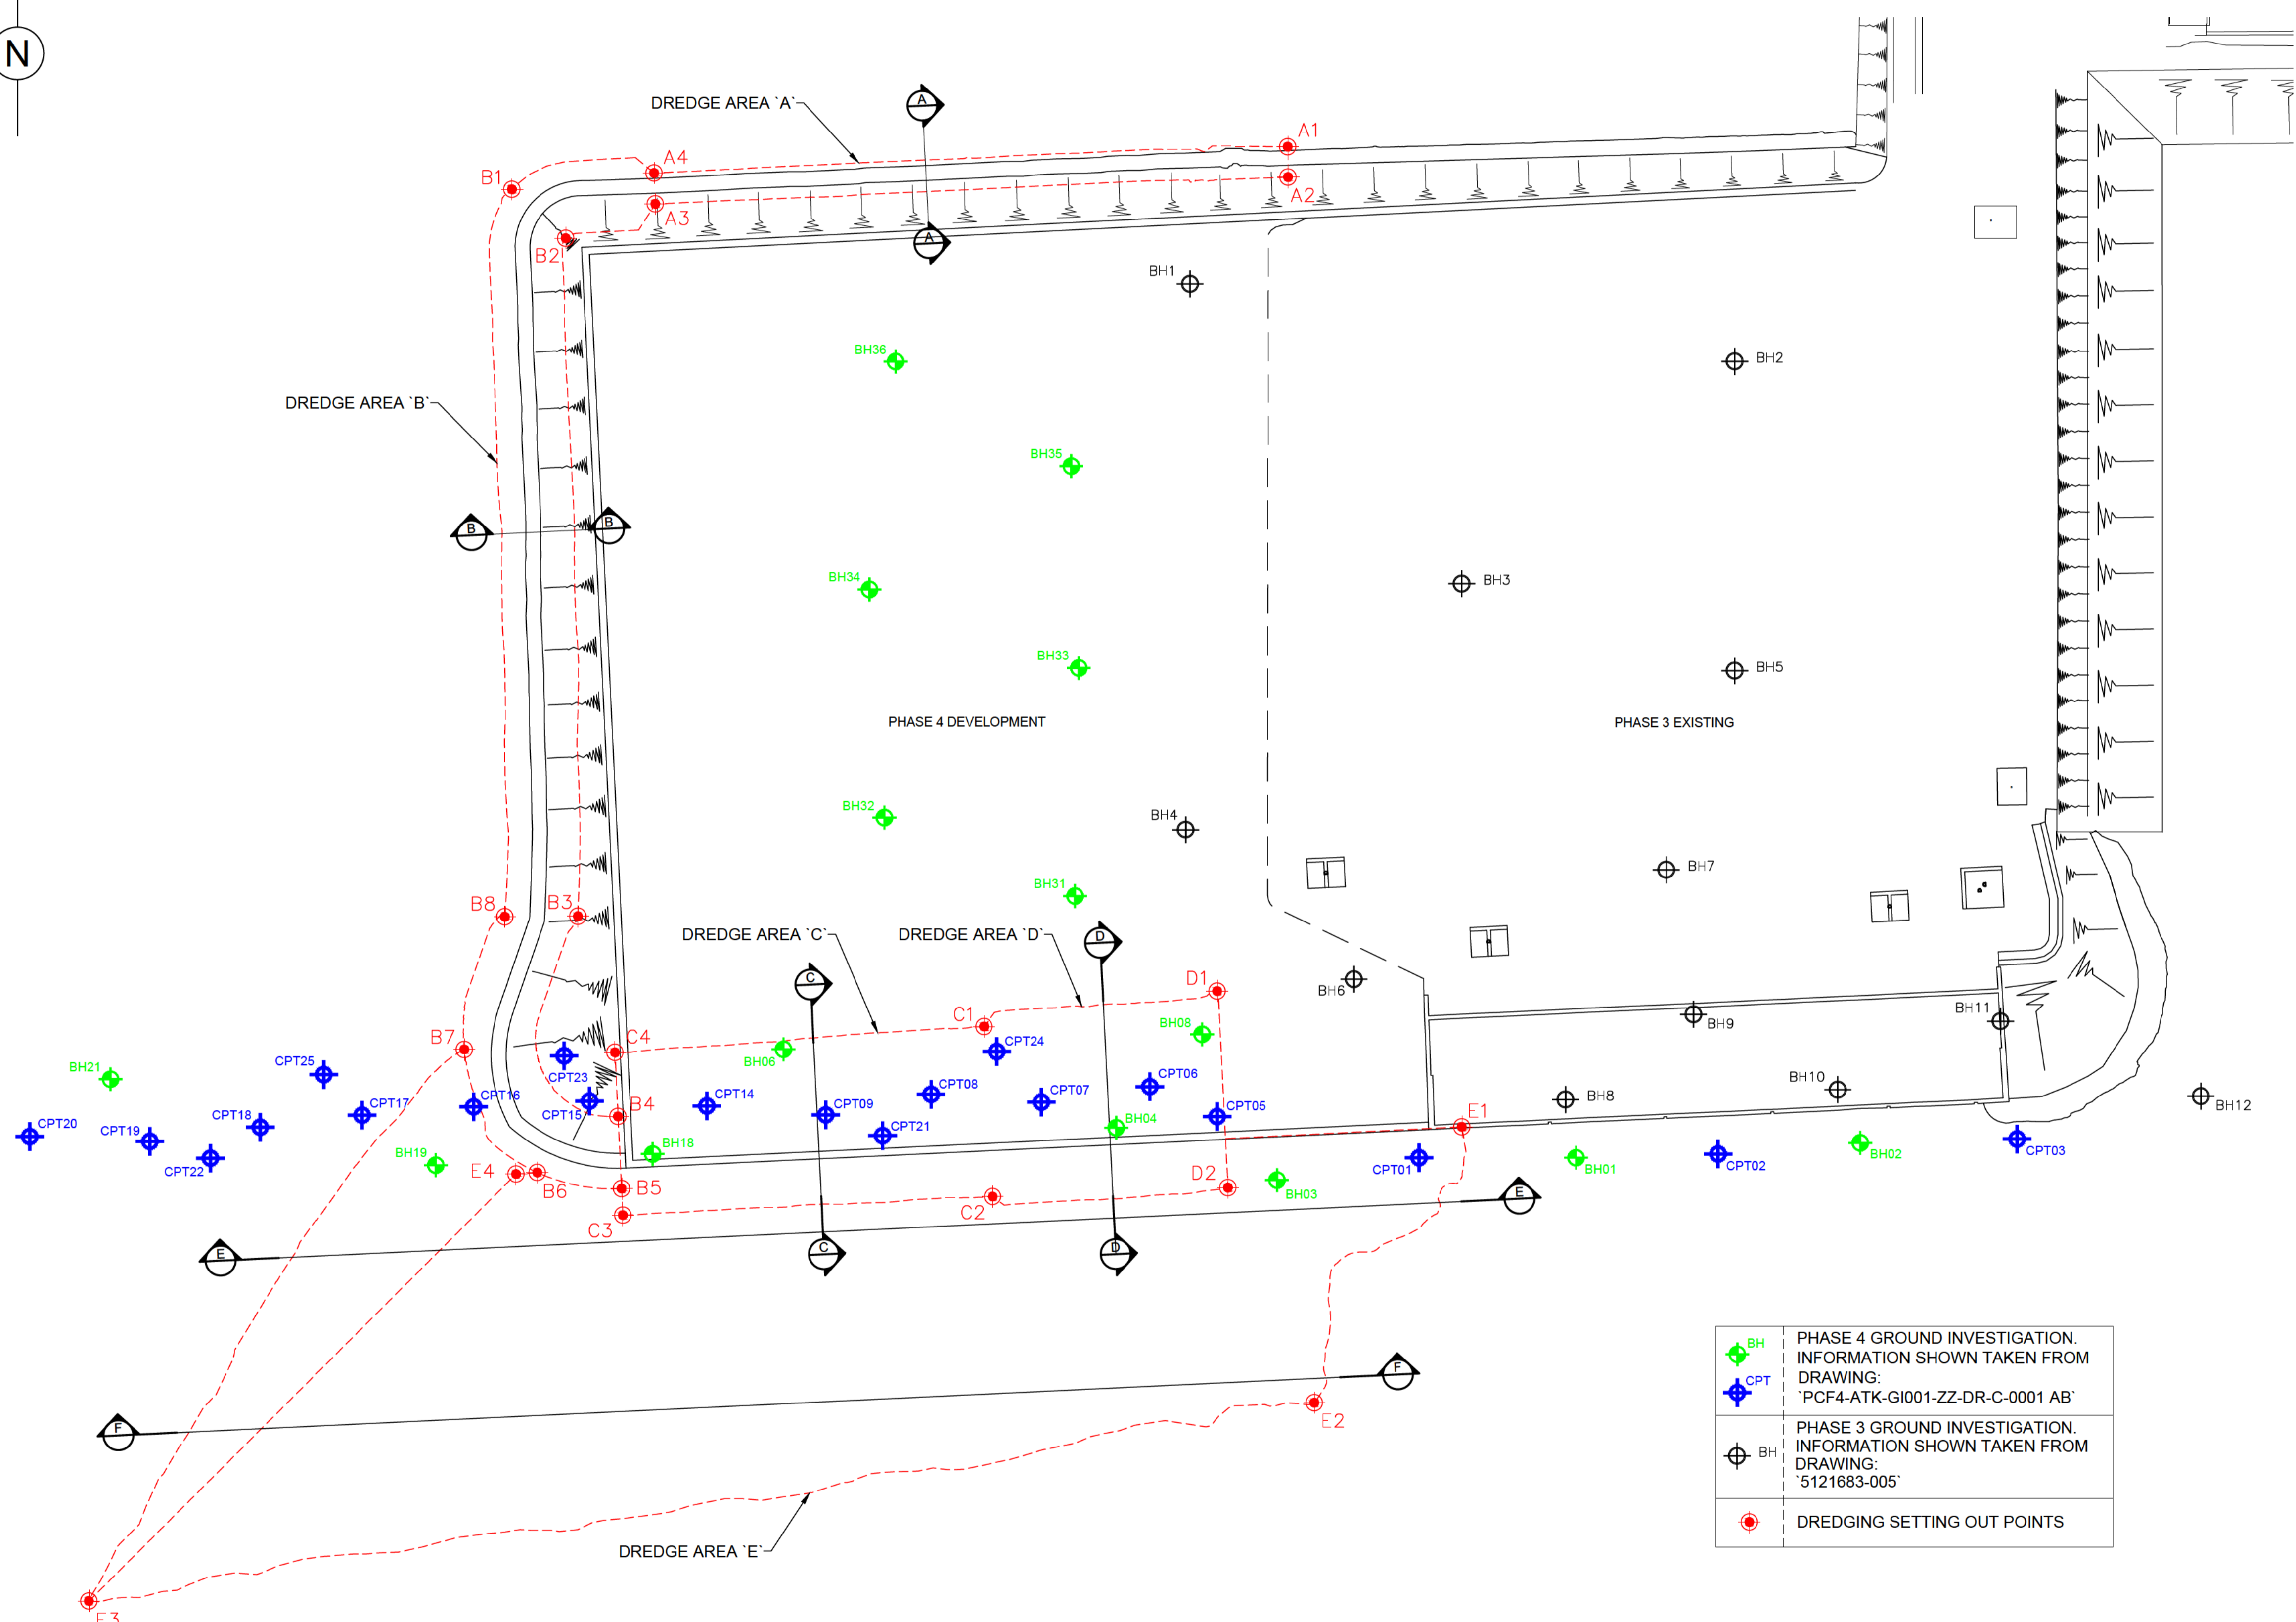 N
DREDGE AREA `A`
A
A1
A4
B1
A2
A3
A
B2
BH1
BH36
BH2
DREDGE AREA `B`
BH35
B
B
BH34
BH3
BH33
BH5
PHASE 4 DEVELOPMENT
PHASE 3 EXISTING
BH32
BH4
BH7
BH31
B8
B3
DREDGE AREA `C`
DREDGE AREA `D`
D
C
D1
BH6
C1
BH08
BH9
BH11
B7
C4
BH06
CPT24
CPT25
BH21
CPT23
CPT06
BH10
CPT16
CPT14
CPT08
CPT07
BH8
BH12
CPT17
CPT15
B4
CPT09
CPT05
E1
CPT18
BH04
CPT20
CPT19
CPT21
BH18
CPT22
BH19
CPT01
BH01
CPT02
BH02
CPT03
E4
B6
B5
D2
BH03
C3
C2
E
E
C
D
F
F
E2
DREDGE AREA `E`
E3
BH
CPT
PHASE 4 GROUND INVESTIGATION.
INFORMATION SHOWN TAKEN FROM
DRAWING:
`PCF4-ATK-GI001-ZZ-DR-C-0001 AB`
BH
PHASE 3 GROUND INVESTIGATION.
INFORMATION SHOWN TAKEN FROM
DRAWING:
`5121683-005`
DREDGING SETTING OUT POINTS